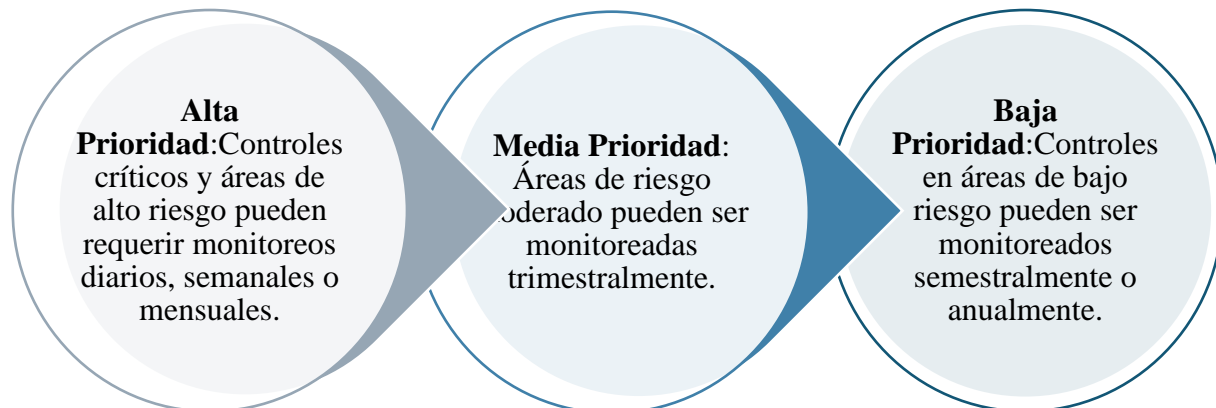 Alta
Prioridad:Controles
críticos y áreas de
alto riesgo pueden
requerir monitoreos
diarios, semanales o
mensuales.
Media Prioridad:
Áreas de riesgo
moderado pueden ser
monitoreadas
trimestralmente.
Baja
Prioridad:Controles
en áreas de bajo
riesgo pueden ser
monitoreados
semestralmente o
anualmente.